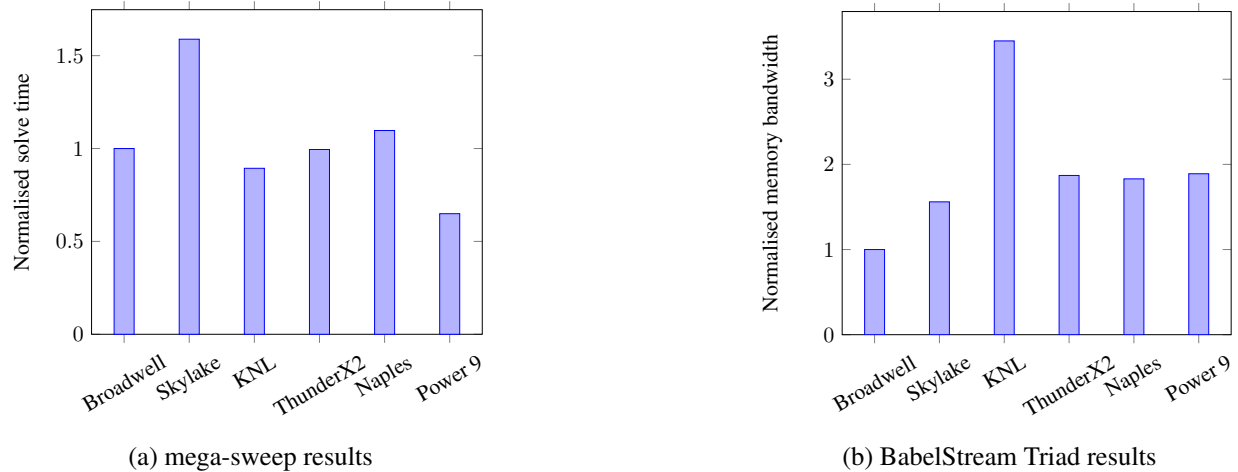 Normalised solve time
1.5
1
0.5
0
Broadwell
Skylake
KNL
ThunderX2
Naples
Power 9
(a) mega-sweep results
Normalised memory bandwidth
3
2
1
0
Broadwell
Skylake
KNL
ThunderX2
Naples
Power 9
(b) BabelStream Triad results